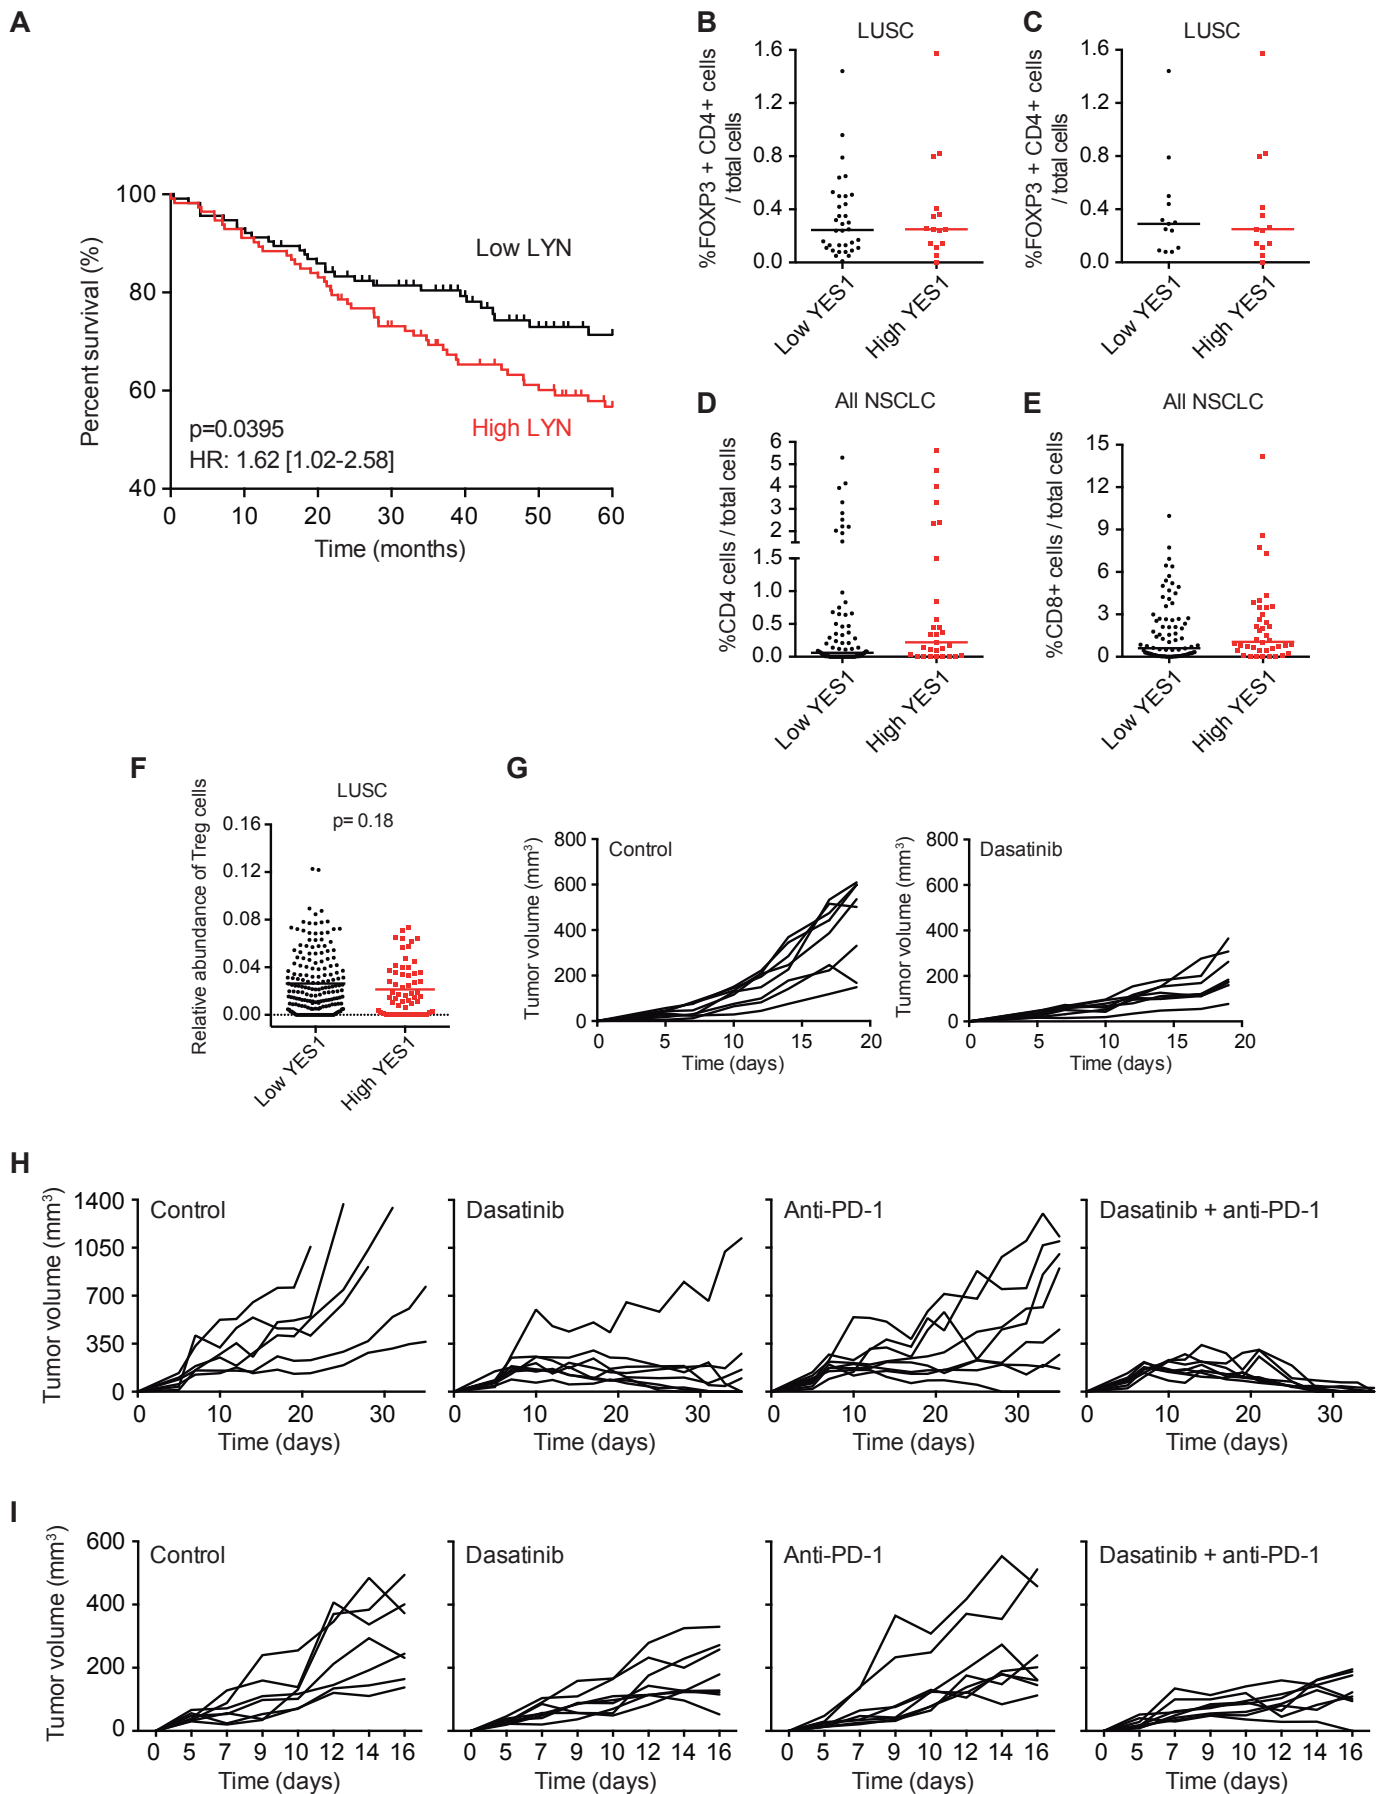 A
100
80
60
40
Percent survival (%)
Low LYN
High LYN
p=0.0395
HR: 1.62 [1.02-2.58]
0 10 20 30 40 50 60
Time (months)
B
LUSC
%FOXP3 + CD4+ cells
/ total cells
1.6
1.2
0.8
0.4
0.0
Low YES1
High YES1
C
LUSC
%FOXP3 + CD4+ cells
/ total cells
1.6
1.2
0.8
0.4
0.0
Low YES1
High YES1
D
All NSCLC
%CD4 cells / total cells
6
5
4
3
2
1.5
1.0
0.5
0.0
Low YES1
High YES1
E
All NSCLC
%CD8+ cells / total cells
15
12
9
6
3
0
Low YES1
High YES1
F
LUSC
p= 0.18
Relative abundance of Treg cells
0.16
0.12
0.08
0.04
0.00
Low YES1
High YES1
G
Control
Tumor volume (mm³)
800
600
400
200
0
0 5 10 15 20
Time (days)
Dasatinib
Tumor volume (mm³)
800
600
400
200
0
0 5 10 15 20
Time (days)
H
Tumor volume (mm³)
1400
1050
700
350
0
Control
0 10 20 30
Time (days)
Dasatinib
0 10 20 30
Time (days)
Anti-PD-1
0 10 20 30
Time (days)
Dasatinib + anti-PD-1
0 10 20 30
Time (days)
I
Tumor volume (mm³)
600
400
200
0
Control
0 5 7 9 10 12 14 16
Time (days)
Dasatinib
0 5 7 9 10 12 14 16
Time (days)
Anti-PD-1
0 5 7 9 10 12 14 16
Time (days)
Dasatinib + anti-PD-1
0 5 7 9 10 12 14 16
Time (days)